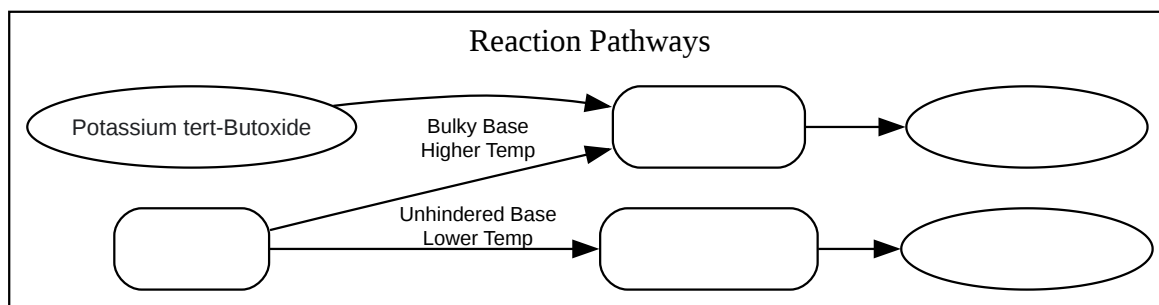 Reaction Pathways
Potassium tert-Butoxide
Bulky Base
Higher Temp
Unhindered Base
Lower Temp